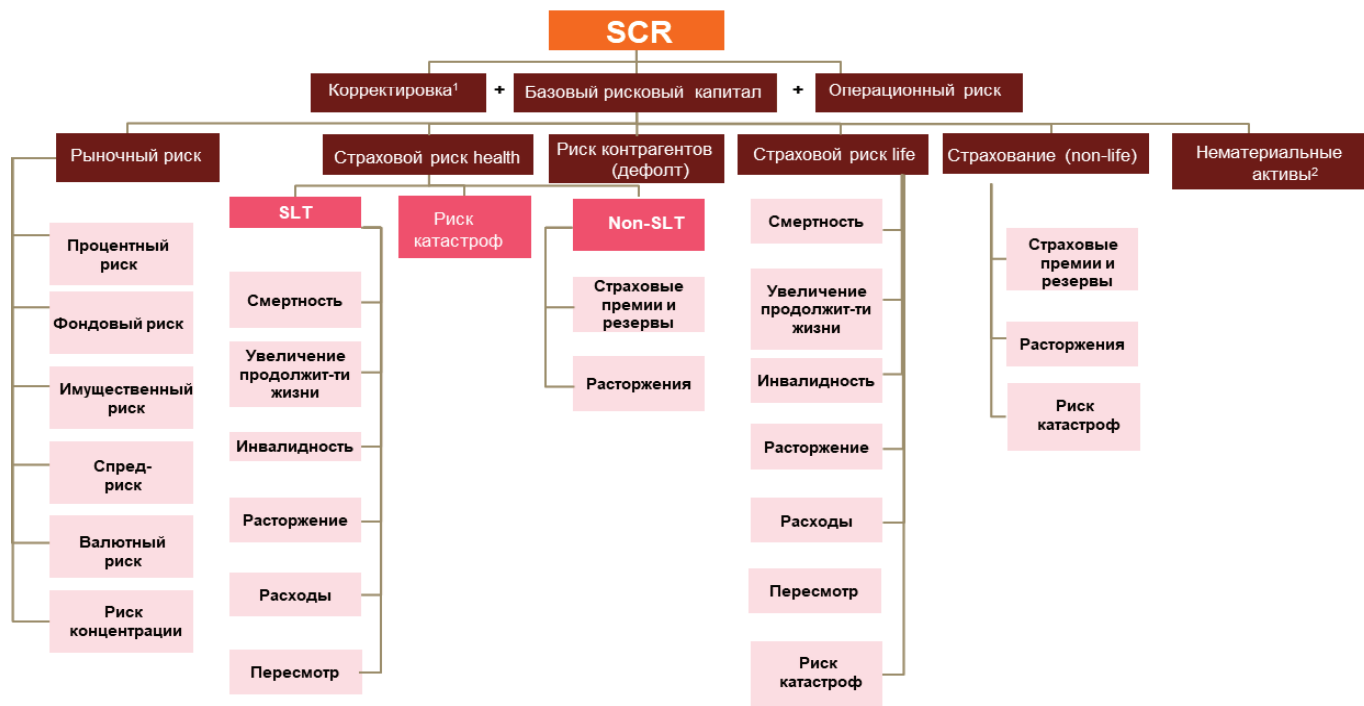 SCR
Корректировка¹
+
Базовый рисковый капитал
+
Операционный риск
Рыночный риск
Страховой риск health
Риск контрагентов
(дефолт)
Страховой риск life
Страхование (non-life)
Нематериальные
активы²
Процентный
риск
Фондовый риск
Имущественный
риск
Спред-
риск
Валютный
риск
Риск
концентрации
SLT
Смертность
Увеличение
продолжит-ти
жизни
Инвалидность
Расторжение
Расходы
Пересмотр
Риск
катастроф
Non-SLT
Страховые
премии и
резервы
Расторжения
Смертность
Увеличение
продолжит-ти
жизни
Инвалидность
Расторжение
Расходы
Пересмотр
Риск
катастроф
Страховые
премии и
резервы
Расторжения
Риск
катастроф